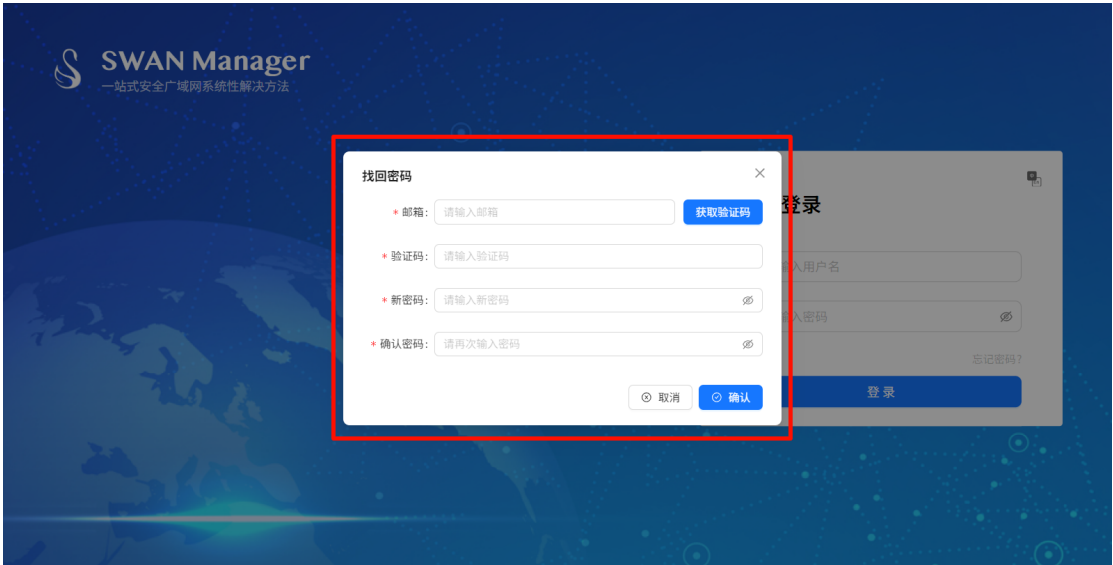 SWAN Manager
一站式安全广域网系统性解决方法
找回密码
* 邮箱: 请输入邮箱 获取验证码
* 验证码: 请输入验证码
* 新密码: 请输入新密码
* 确认密码: 请再次输入密码
取消 确认
登录
输入用户名
输入密码
忘记密码?
登录